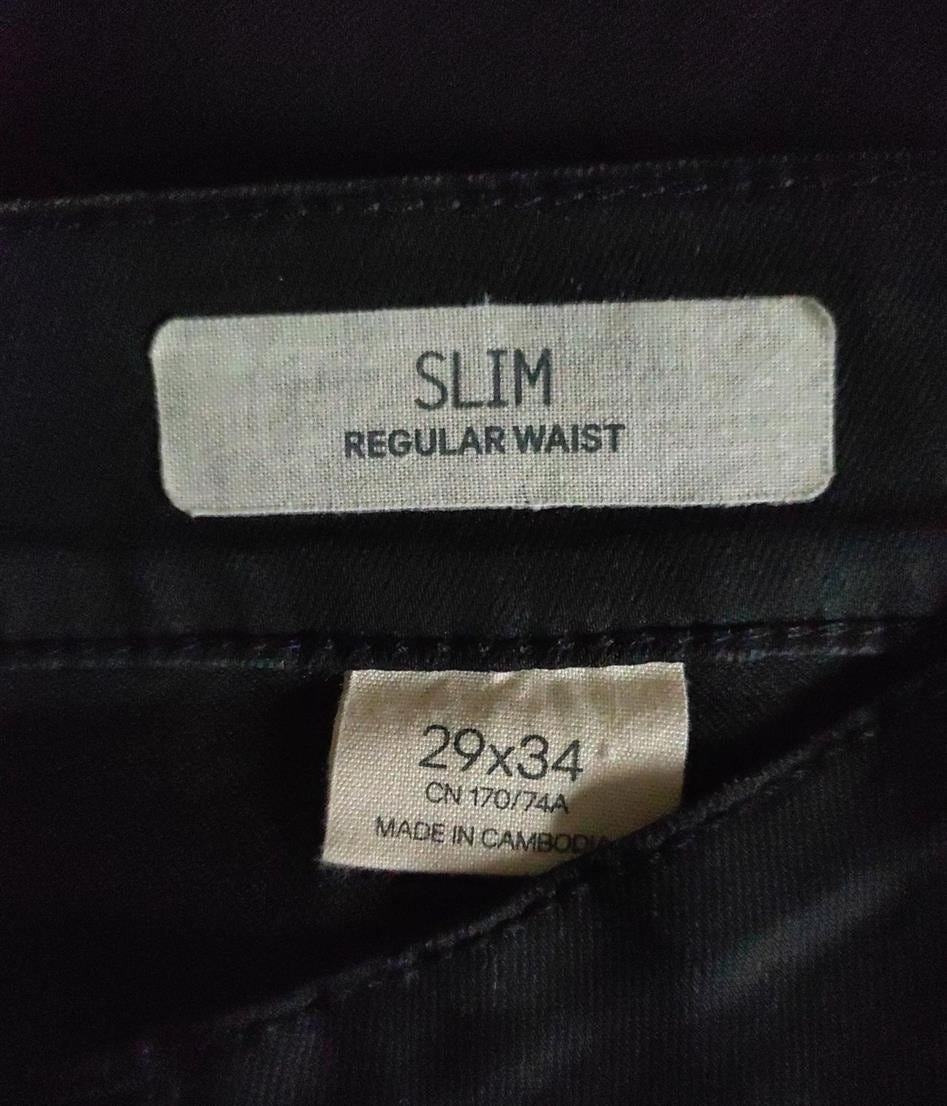 SLIM
REGULAR WAIST
29x34
CN 170/74A
MADE IN CAMBODIA